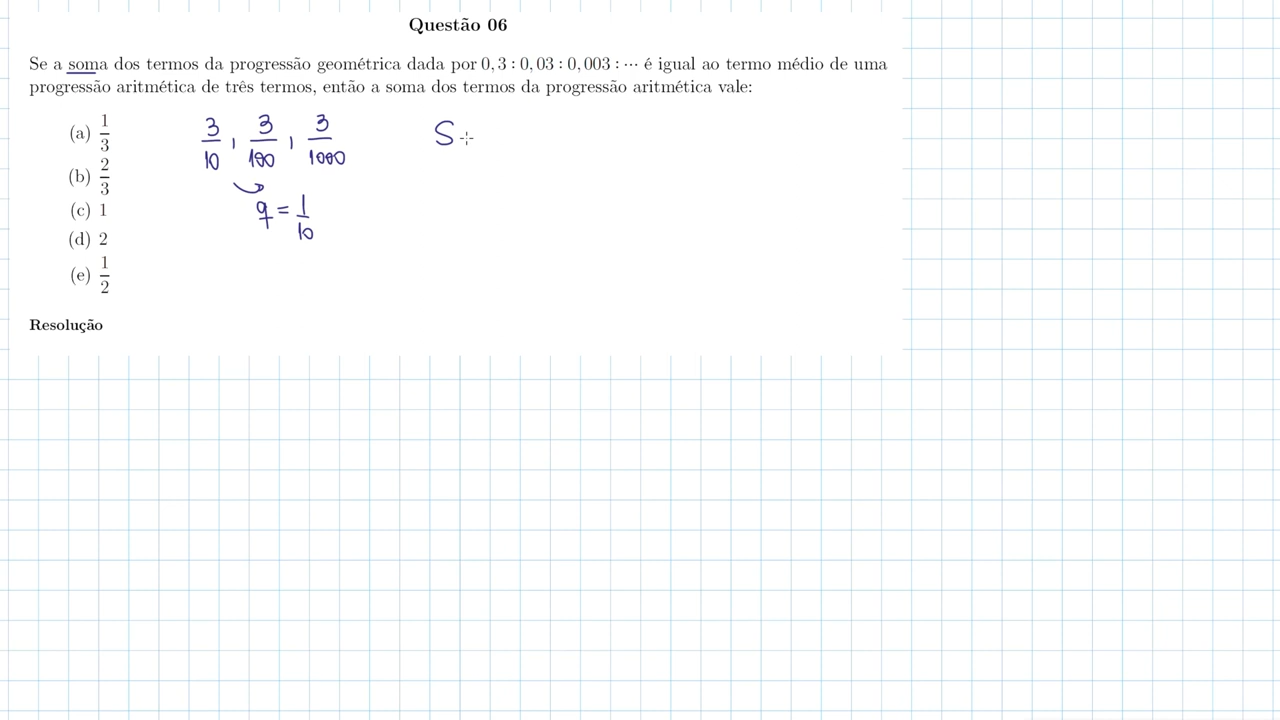 Questão 06
Se a soma dos termos da progressão geométrica dada por 0, 3 : 0, 03 : 0, 003 : ⋯ é igual ao termo médio de uma
progressão aritmética de três termos, então a soma dos termos da progressão aritmética vale:
(a) 1/3
(b) 2/3
(c) 1
(d) 2
(e) 1/2
3/10 , 3/100 , 3/1000
q = 1/10
S
Resolução